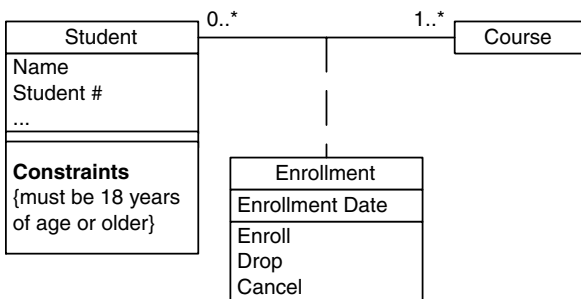 0..*
1..*
Student
Course
Name
Student #
...
Constraints
{must be 18 years
of age or older}
Enrollment
Enrollment Date
Enroll
Drop
Cancel